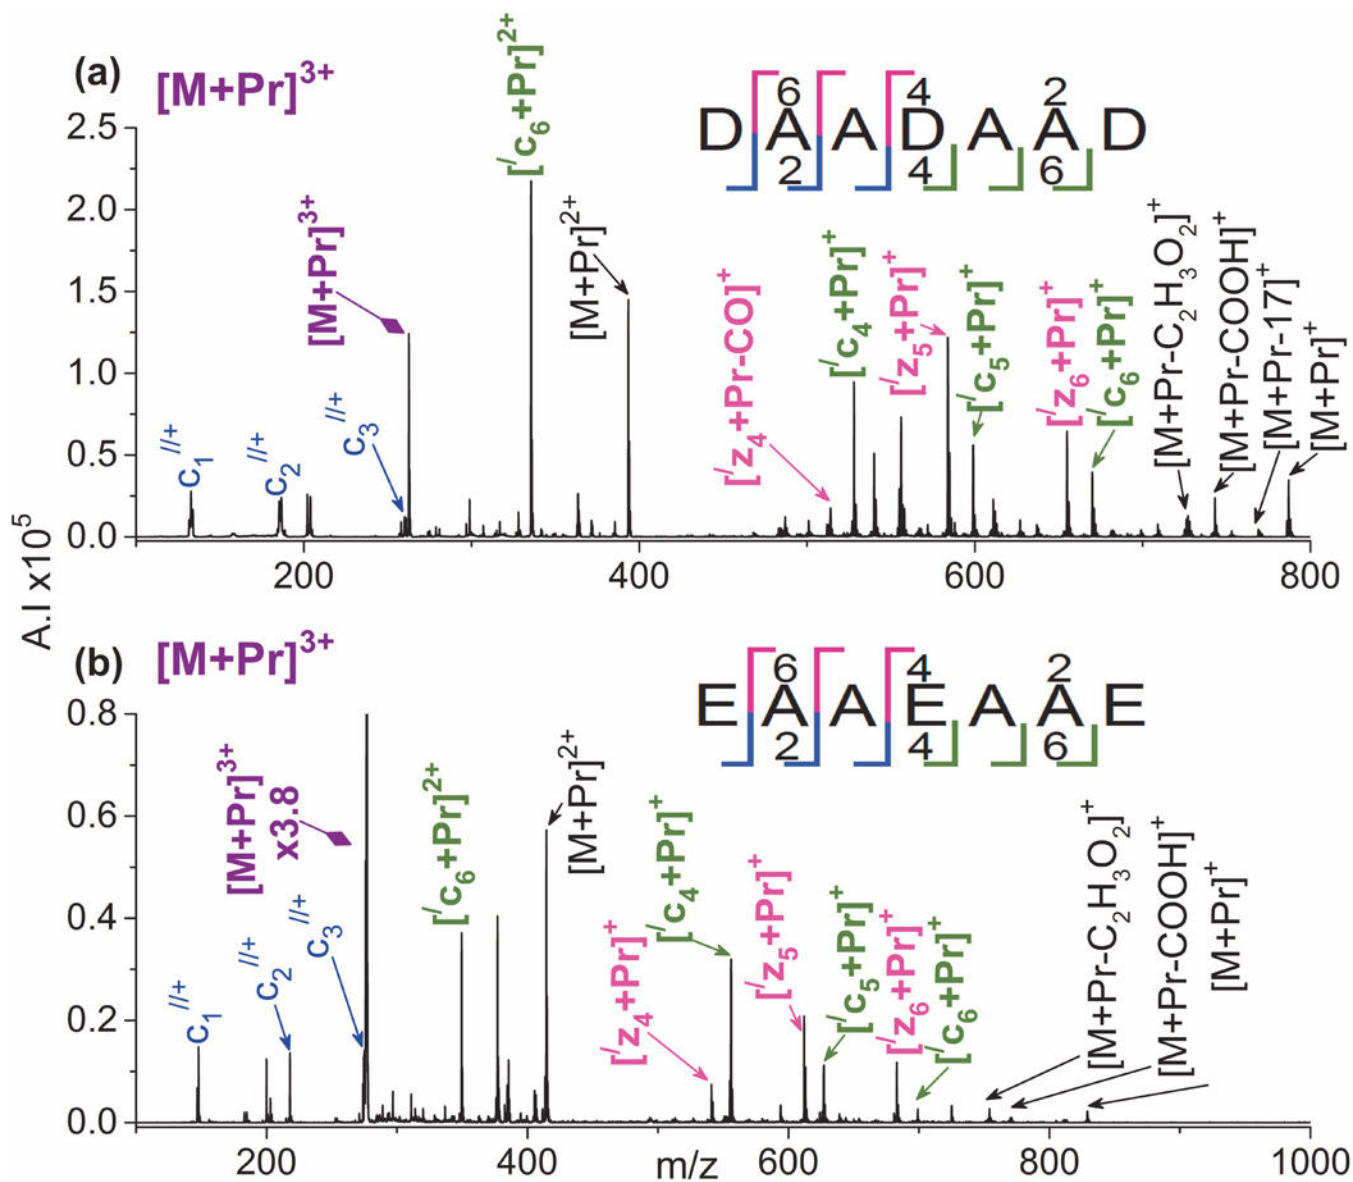 (a) [M+Pr]³⁺
A.I x10⁵
2.5
2.0
1.5
1.0
0.5
0.0
200 400 600 800
c₁//+
c₂//+
c₃//+
[M+Pr]³⁺
[/c₆+Pr]²⁺
[M+Pr]²⁺
[/z₄+Pr-CO]⁺
[/c₄+Pr]⁺
[/z₅+Pr]⁺
[/c₅+Pr]⁺
[/z₆+Pr]⁺
[/c₆+Pr]⁺
[M+Pr-C₂H₃O₂]⁺
[M+Pr-COOH]⁺
[M+Pr-17]⁺
[M+Pr]⁺
6 4 2
D A A D A A D
2 4 6
(b) [M+Pr]³⁺
0.8
0.6
0.4
0.2
0.0
200 400 600 800 1000
m/z
c₁//+
c₂//+
c₃//+
[M+Pr]³⁺
x3.8
[/c₆+Pr]²⁺
[M+Pr]²⁺
[/z₄+Pr]⁺
[/c₄+Pr]⁺
[/z₅+Pr]⁺
[/c₅+Pr]⁺
[/z₆+Pr]⁺
[/c₆+Pr]⁺
[M+Pr-C₂H₃O₂]⁺
[M+Pr-COOH]⁺
[M+Pr]⁺
6 4 2
E A A E A A E
2 4 6